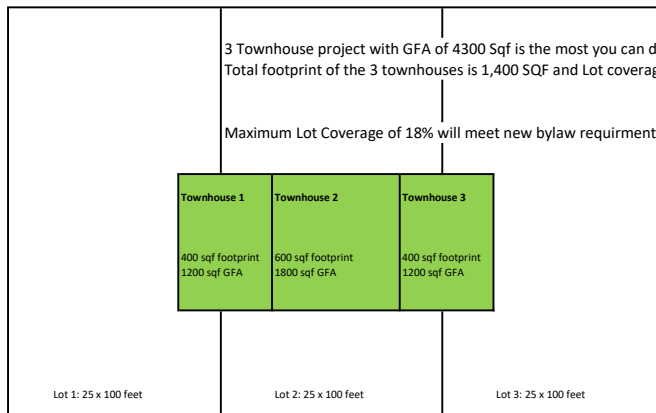 3 Townhouse project with GFA of 4300 Sqf is the most you can d
Total footprint of the 3 townhouses is 1,400 SQF and Lot coverag
Maximum Lot Coverage of 18% will meet new bylaw requirment
Townhouse 1
Townhouse 2
Townhouse 3
400 sqf footprint
1200 sqf GFA
600 sqf footprint
1800 sqf GFA
400 sqf footprint
1200 sqf GFA
Lot 1: 25 x 100 feet
Lot 2: 25 x 100 feet
Lot 3: 25 x 100 feet